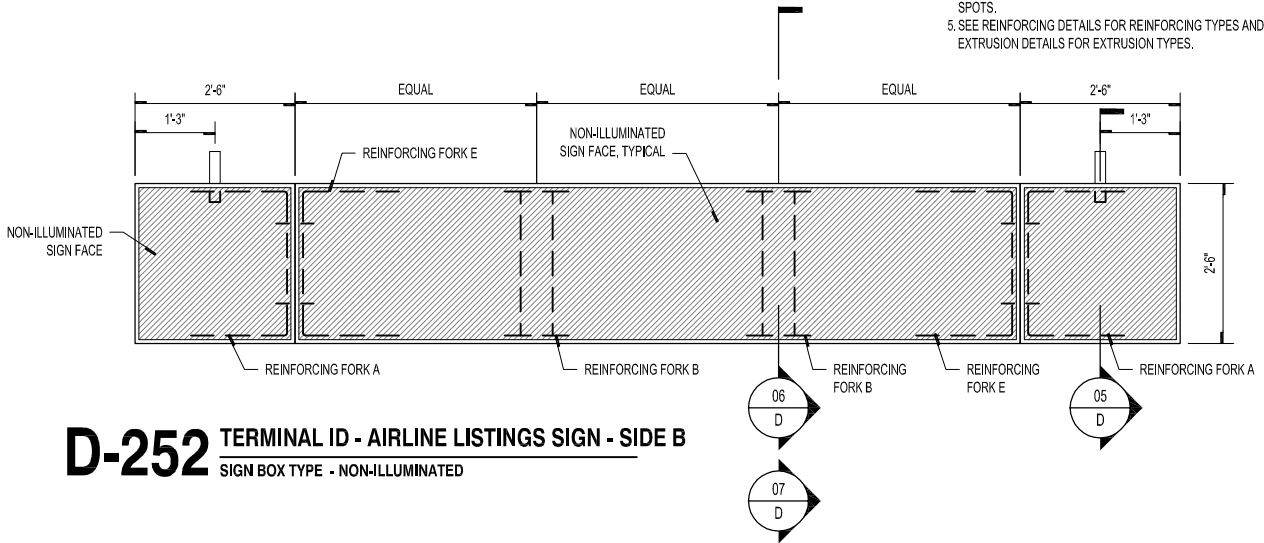 SPOTS.
5. SEE REINFORCING DETAILS FOR REINFORCING TYPES AND
EXTRUSION DETAILS FOR EXTRUSION TYPES.
2'-6"
EQUAL
EQUAL
EQUAL
2'-6"
1'-3"
1'-3"
REINFORCING FORK E
NON-ILLUMINATED
SIGN FACE, TYPICAL
NON-ILLUMINATED
SIGN FACE
2'-6"
REINFORCING FORK A
REINFORCING FORK B
REINFORCING
FORK B
REINFORCING
FORK E
REINFORCING FORK A
06
D
05
D
D-252
TERMINAL ID - AIRLINE LISTINGS SIGN - SIDE B
SIGN BOX TYPE - NON-ILLUMINATED
07
D